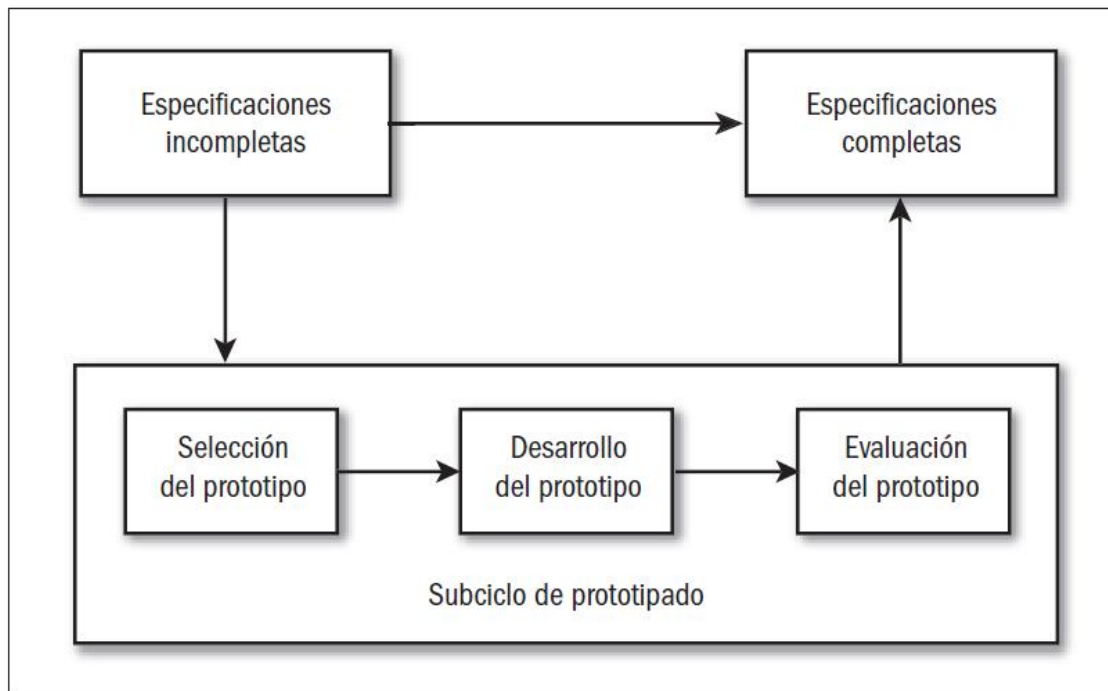 Especificaciones
incompletas
Especificaciones
completas
Selección
del prototipo
Desarrollo
del prototipo
Evaluación
del prototipo
Subciclo de prototipado